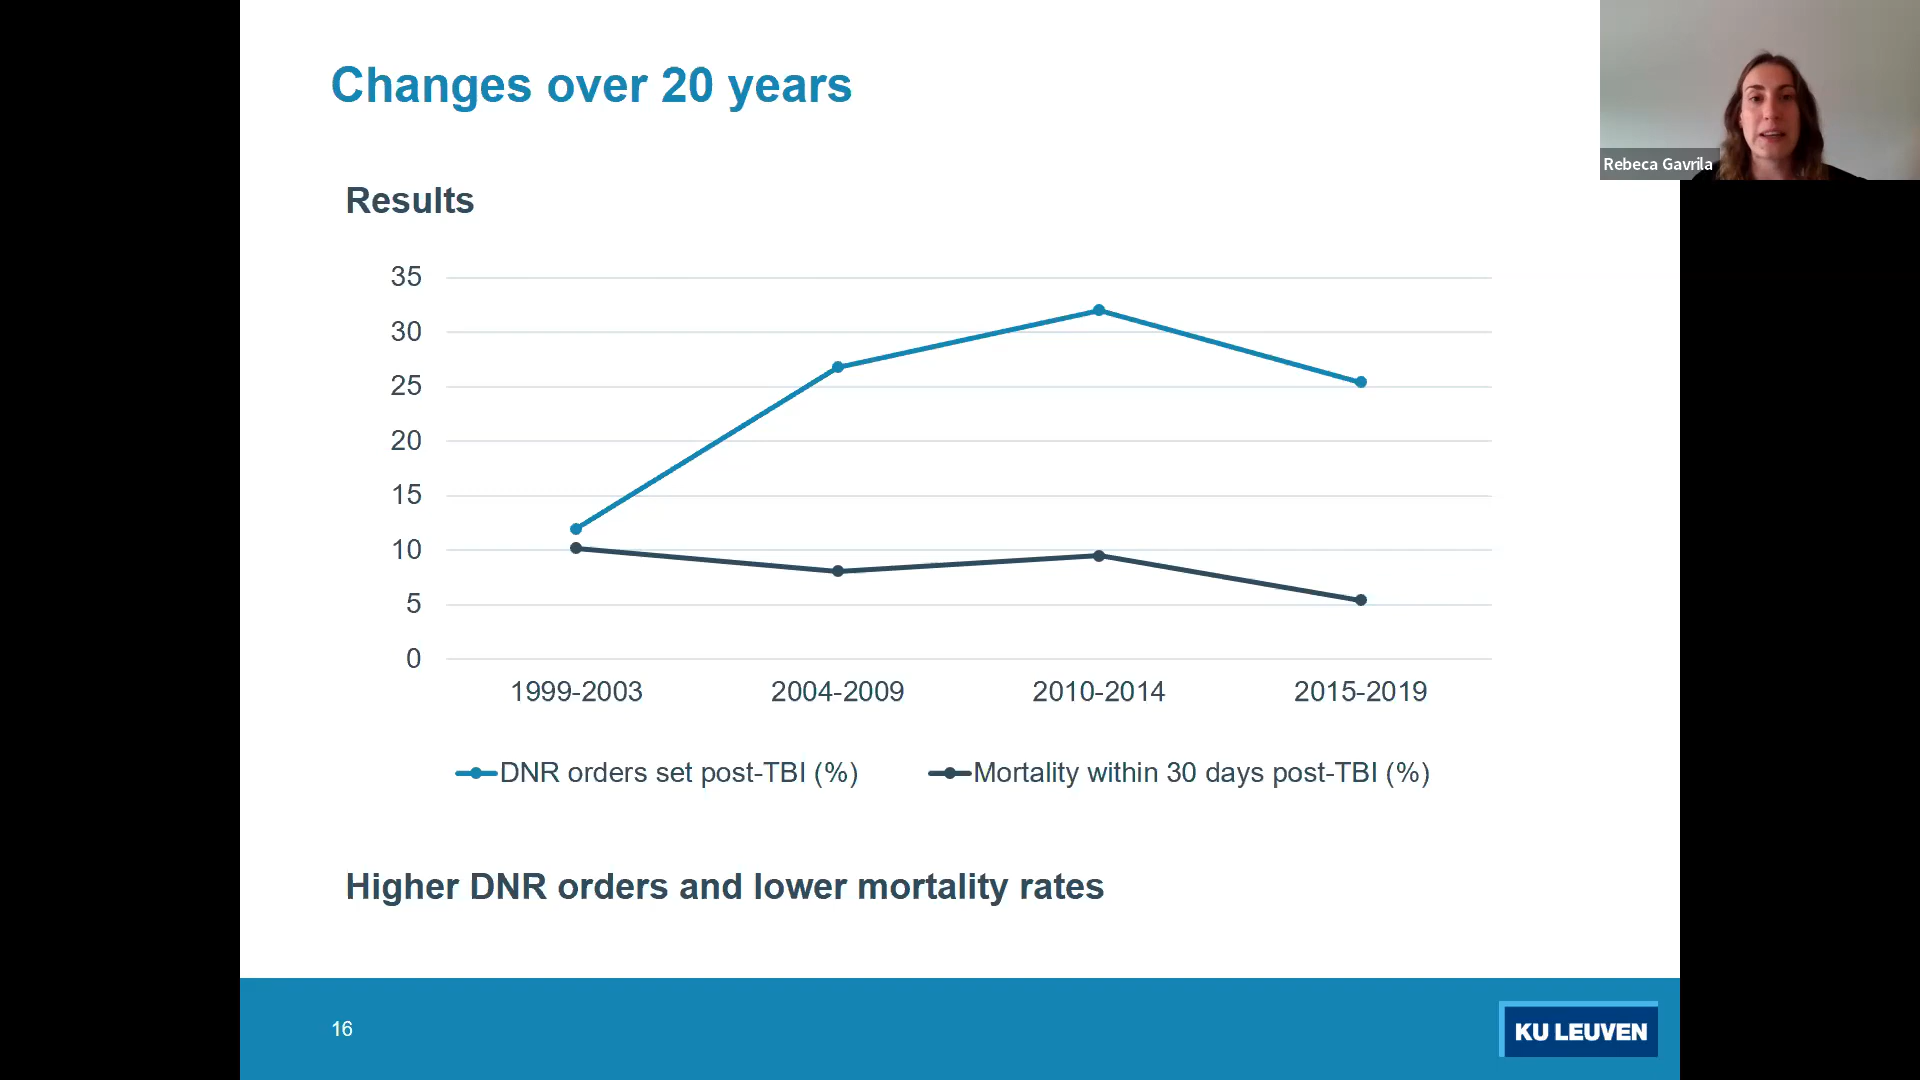 Changes over 20 years
Rebeca Gavrila
Results
35
30
25
20
15
10
5
0
1999-2003 2004-2009 2010-2014 2015-2019
DNR orders set post-TBI (%) Mortality within 30 days post-TBI (%)
Higher DNR orders and lower mortality rates
16
KU LEUVEN